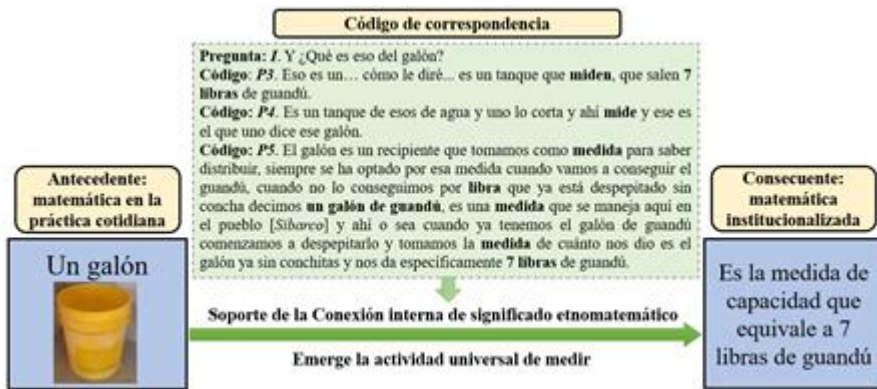 Código de correspondencia
Pregunta: I. Y ¿Qué es eso del galón?
Código: P3. Eso es un… cómo le diré... es un tanque que miden, que salen 7
libras de guandú.
Código: P4. Es un tanque de esos de agua y uno lo corta y ahí mide y ese es
el que uno dice ese galón.
Código: P5. El galón es un recipiente que tomamos como medida para saber
distribuir, siempre se ha optado por esa medida cuando vamos a conseguir el
guandú, cuando no lo conseguimos por libra que ya está despepitado sin
concha decimos un galón de guandú, es una medida que se maneja aquí en
el pueblo [Sibarco] y ahí o sea cuando ya tenemos el galón de guandú
comenzamos a despepitarlo y tomamos la medida de cuánto nos dio es el
galón ya sin conchitas y nos da específicamente 7 libras de guandú.
Antecedente:
matemática en la
práctica cotidiana
Un galón
Soporte de la Conexión interna de significado etnomatemático
Emerge la actividad universal de medir
Consecuente:
matemática
institucionalizada
Es la medida de
capacidad que
equivale a 7
libras de guandú